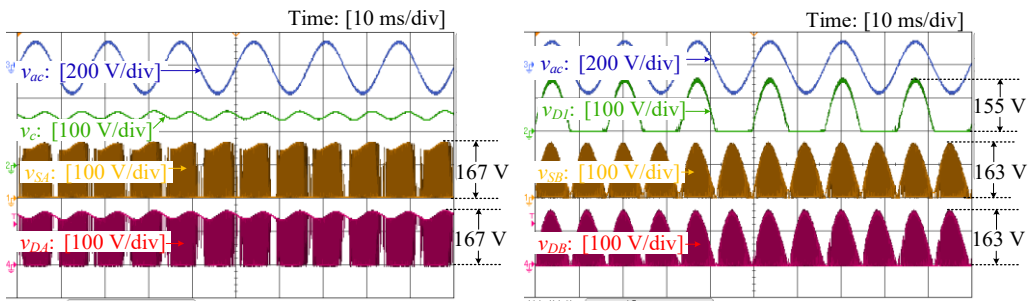 Time: [10 ms/div]
vac: [200 V/div]
vc: [100 V/div]
vSA: [100 V/div]
167 V
vDA: [100 V/div]
167 V
Time: [10 ms/div]
vac: [200 V/div]
vDI: [100 V/div]
155 V
vSB: [100 V/div]
163 V
vDB: [100 V/div]
163 V